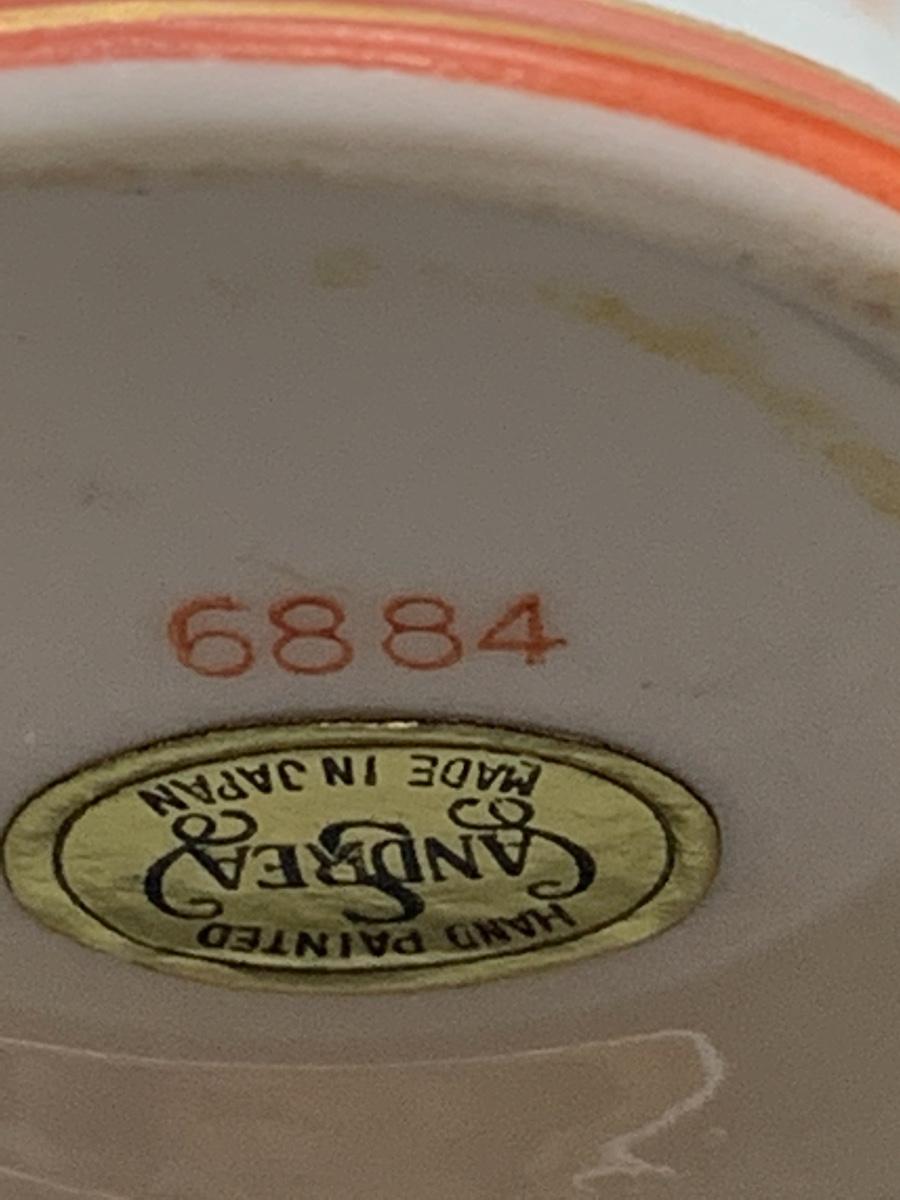 6884
HAND PAINTED
ANDREA
MADE IN JAPAN